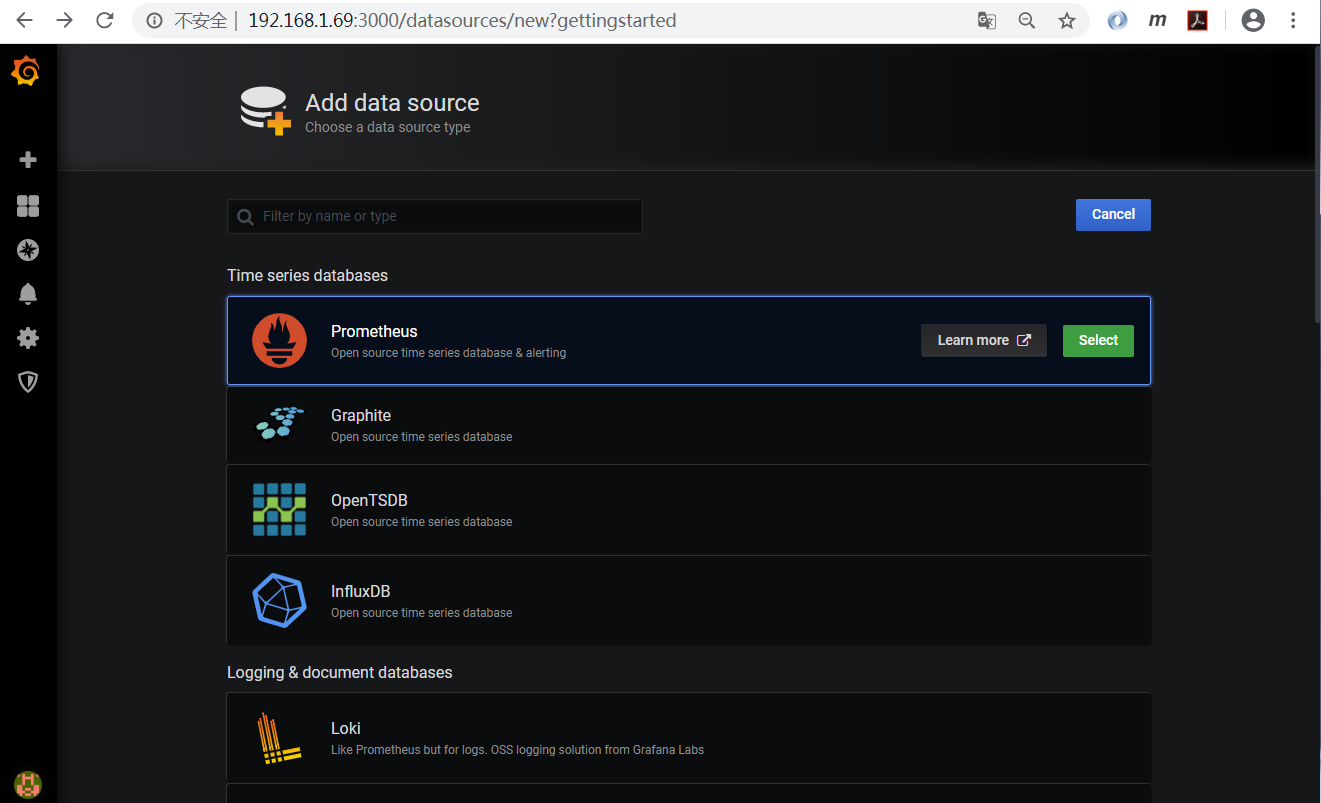 不安全 | 192.168.1.69:3000/datasources/new?gettingstarted
m
Add data source
Choose a data source type
Filter by name or type
Cancel
Time series databases
Prometheus
Open source time series database & alerting
Learn more
Select
Graphite
Open source time series database
OpenTSDB
Open source time series database
InfluxDB
Open source time series database
Logging & document databases
Loki
Like Prometheus but for logs. OSS logging solution from Grafana Labs